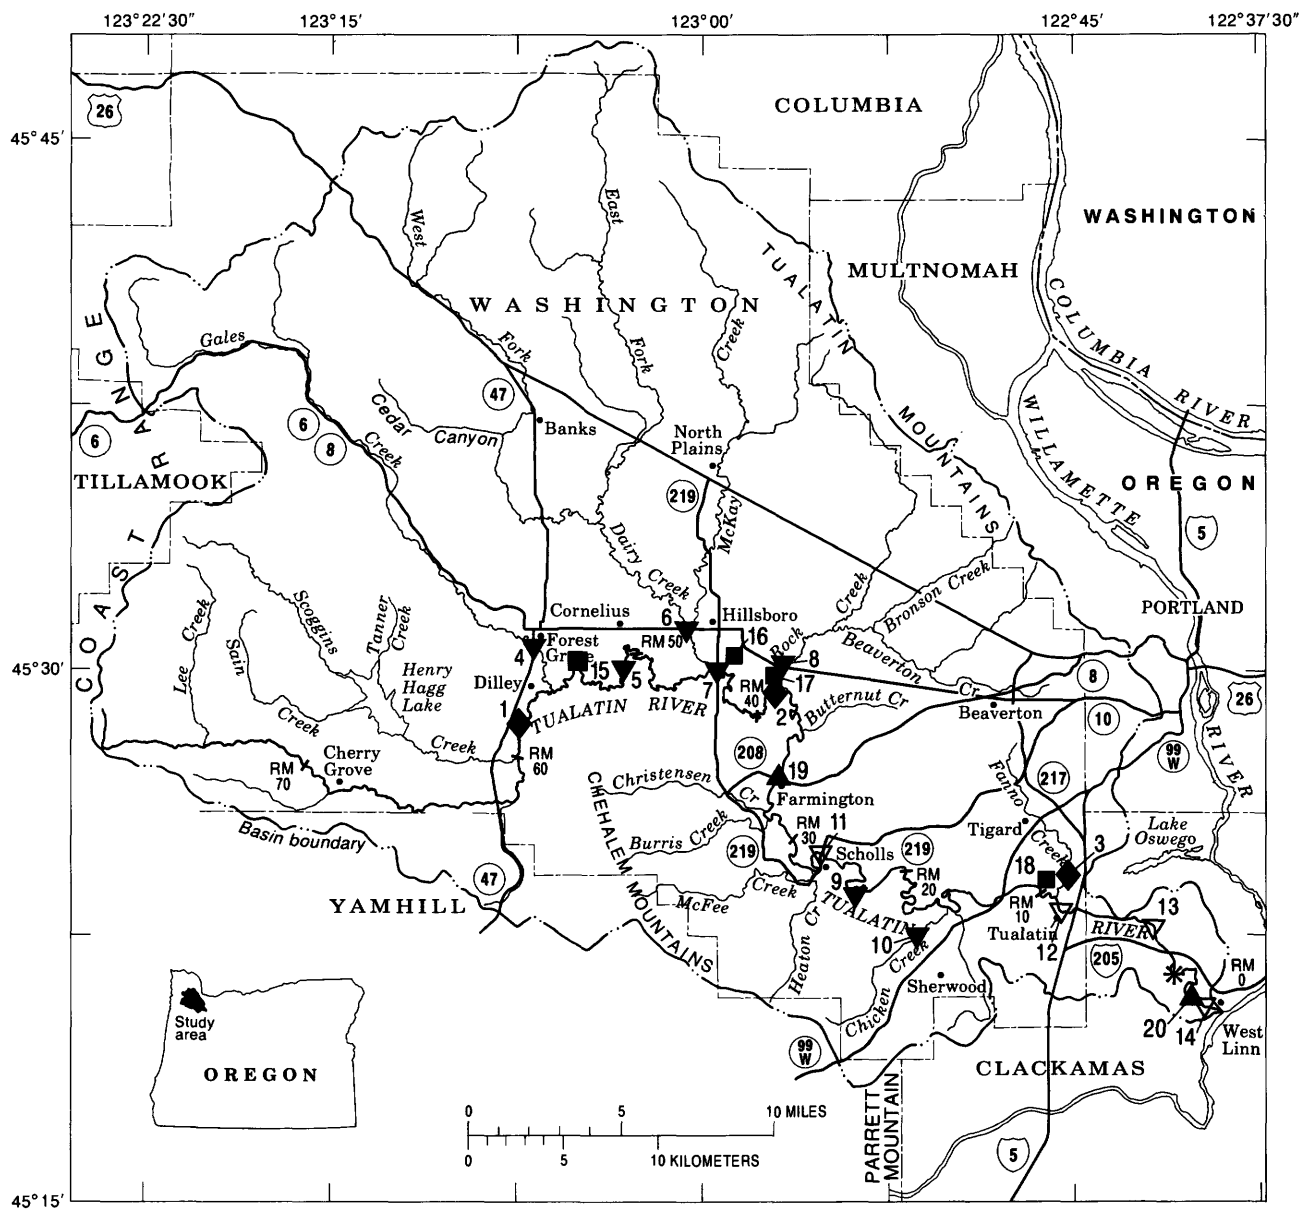 123°22'30"
123°15'
123°00'
122°45'
122°37'30"
26
45°45'
COLUMBIA
WASHINGTON
MULTNOMAH
TUALATIN
MOUNTAINS
COLUMBIA RIVER
West
East
WASHINGTON
Fork
Fork
Creek
Gales
Creek
COAST RANGE
47
6
6
8
Cedar
Canyon
Banks
North
Plains
219
McKay
WILLAMETTE
OREGON
5
TILLAMOOK
Dairy Creek
Creek
Bronson Creek
PORTLAND
Lee Creek
Sain
Creek
Scoggins
Creek
Tanner
Creek
Henry
Hagg
Lake
Cornelius
6
Hillsboro
RM 50
16
Rock
8
Beaverton
Cr
Forest
Grove
4
15
5
7
17
RM
40
2
45°30'
Dilley
1
TUALATIN RIVER
Butternut Cr
Beaverton
8
10
26
RM
60
Cherry
Grove
RM
70
208
19
Farmington
Christensen
Cr
99
W
217
Fanno
Creek
RIVER
Burris Creek
RM
30
11
Scholls
219
219
Tigard
Lake
Oswego
Basin boundary
CHEHALEM MOUNTAINS
McFee
Creek
9
RM
20
18
3
47
YAMHILL
TUALATIN
10
RM
10
Tualatin
12
RIVER
13
205
RM
0
Heaton Cr
Chicken
Creek
Sherwood
20
14
West
Linn
Study
area
OREGON
99
W
CLACKAMAS
PARRETT
MOUNTAIN
0
5
10 MILES
0
5
10 KILOMETERS
5
45°15'